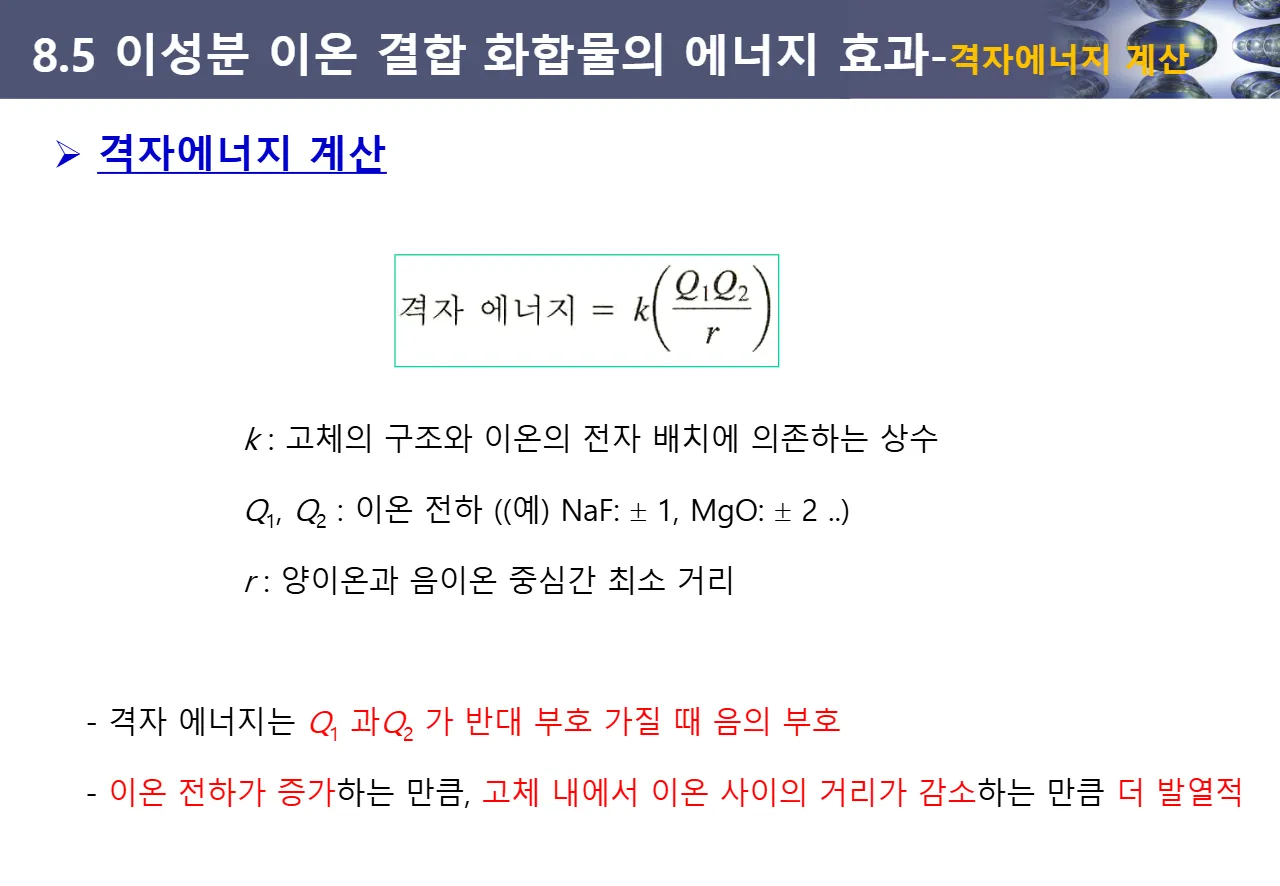 8.5 이성분 이온 결합 화합물의 에너지 효과-격자에너지 계산
➢ 격자에너지 계산
격자 에너지 = k(Q₁Q₂/r)
k : 고체의 구조와 이온의 전자 배치에 의존하는 상수
Q₁, Q₂ : 이온 전하 ((예) NaF: ± 1, MgO: ± 2 ..)
r : 양이온과 음이온 중심간 최소 거리
- 격자 에너지는 Q₁ 과Q₂ 가 반대 부호 가질 때 음의 부호
- 이온 전하가 증가하는 만큼, 고체 내에서 이온 사이의 거리가 감소하는 만큼 더 발열적